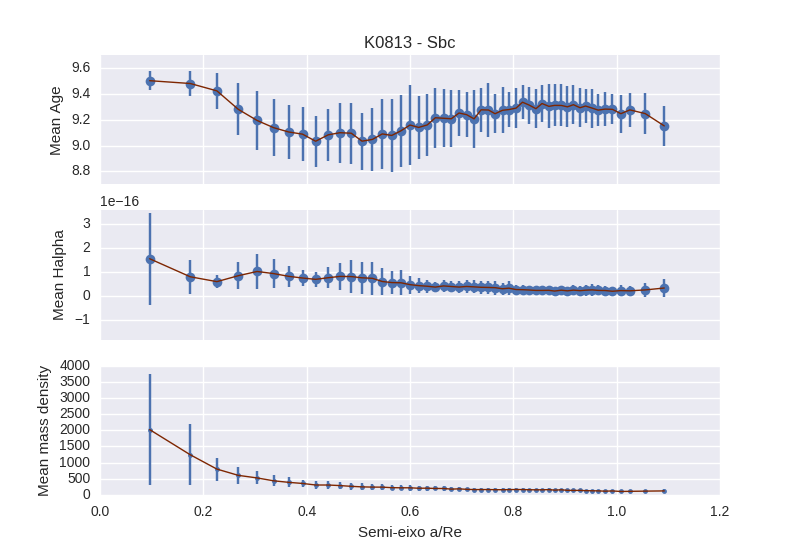 K0813 - Sbc
9.6
9.4
9.2
9.0
8.8
Mean Age
1e−16
3
2
1
0
−1
Mean Halpha
4000
3500
3000
2500
2000
1500
1000
500
0
Mean mass density
0.0 0.2 0.4 0.6 0.8 1.0 1.2
Semi-eixo a/Re